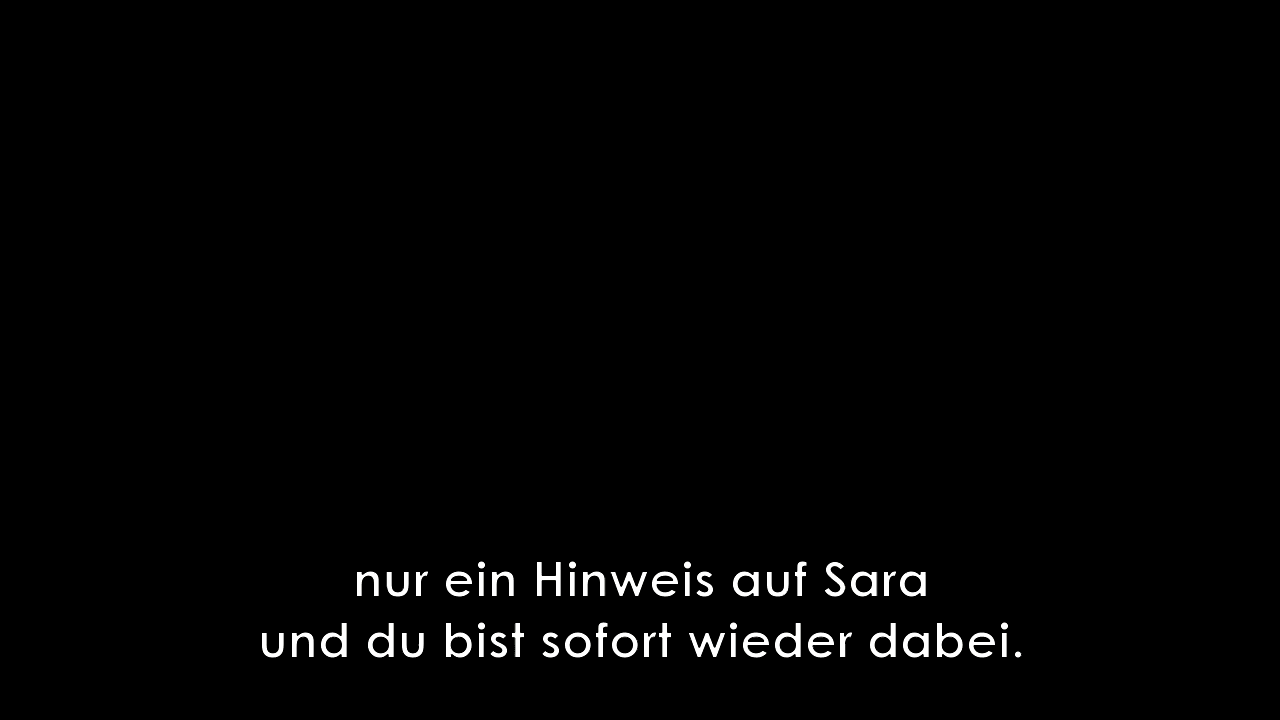 nur ein Hinweis auf Sara
und du bist sofort wieder dabei.